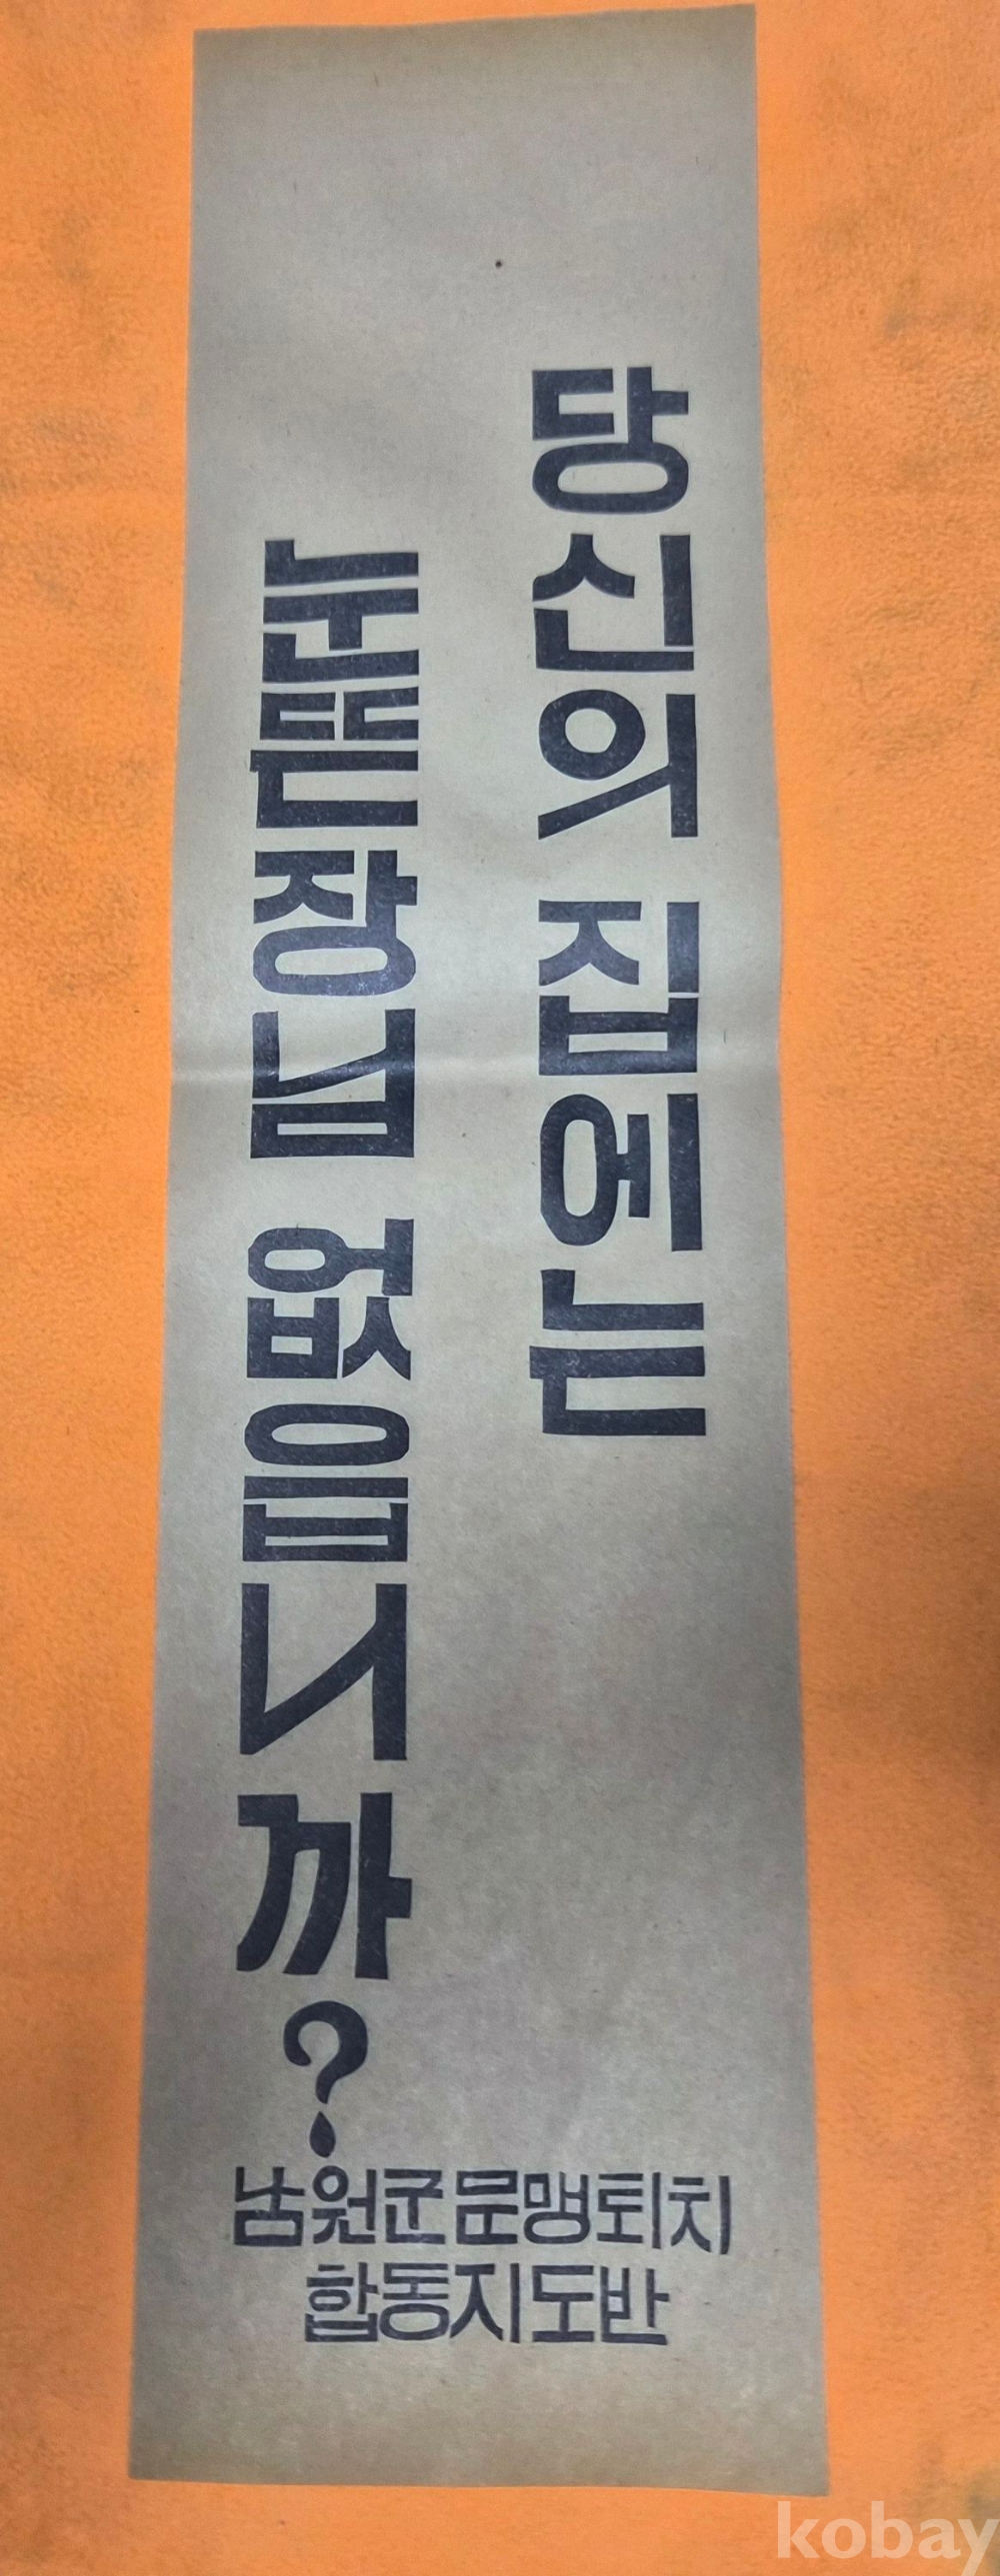 당신의 집에는
눈뜬장님 없읍니까?
남원군문맹퇴치
합동지도반
kobay